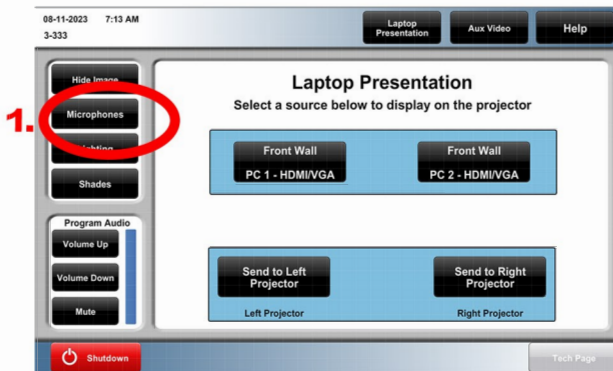 08-11-2023 7:13 AM
3-333
Laptop
Presentation
Aux Video
Help
Hide Image
Microphones
Lighting
Shades
1.
Program Audio
Volume Up
Volume Down
Mute
Laptop Presentation
Select a source below to display on the projector
Front Wall
PC 1 - HDMI/VGA
Front Wall
PC 2 - HDMI/VGA
Send to Left
Projector
Left Projector
Send to Right
Projector
Right Projector
Shutdown
Tech Page